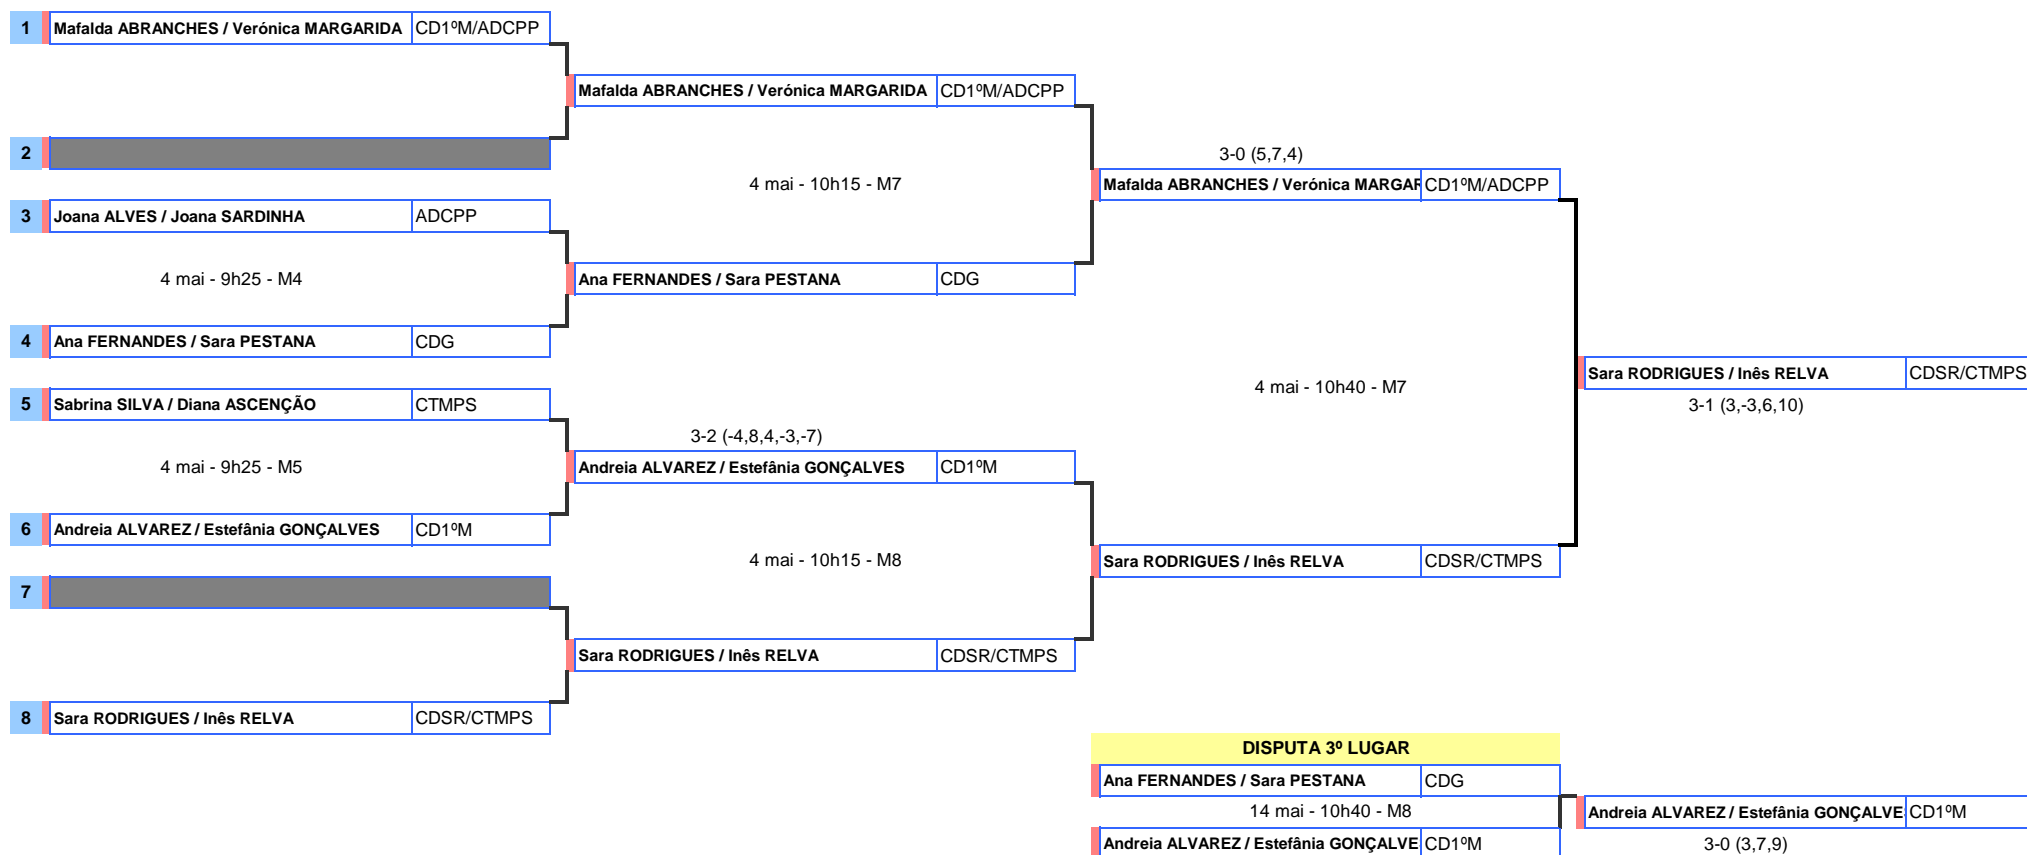 1 Mafalda ABRANCHES / Verónica MARGARIDA CD1ºM/ADCPP
Mafalda ABRANCHES / Verónica MARGARIDA CD1ºM/ADCPP
2
3-0 (5,7,4)
4 mai - 10h15 - M7
Mafalda ABRANCHES / Verónica MARGAR CD1ºM/ADCPP
3 Joana ALVES / Joana SARDINHA ADCPP
4 mai - 9h25 - M4
Ana FERNANDES / Sara PESTANA CDG
4 Ana FERNANDES / Sara PESTANA CDG
Sara RODRIGUES / Inês RELVA CDSR/CTMPS
4 mai - 10h40 - M7
5 Sabrina SILVA / Diana ASCENÇÃO CTMPS
3-1 (3,-3,6,10)
3-2 (-4,8,4,-3,-7)
4 mai - 9h25 - M5
Andreia ALVAREZ / Estefânia GONÇALVES CD1ºM
6 Andreia ALVAREZ / Estefânia GONÇALVES CD1ºM
4 mai - 10h15 - M8
Sara RODRIGUES / Inês RELVA CDSR/CTMPS
7
Sara RODRIGUES / Inês RELVA CDSR/CTMPS
8 Sara RODRIGUES / Inês RELVA CDSR/CTMPS
DISPUTA 3º LUGAR
Ana FERNANDES / Sara PESTANA CDG
14 mai - 10h40 - M8
Andreia ALVAREZ / Estefânia GONÇALVE CD1ºM
Andreia ALVAREZ / Estefânia GONÇALVE CD1ºM
3-0 (3,7,9)